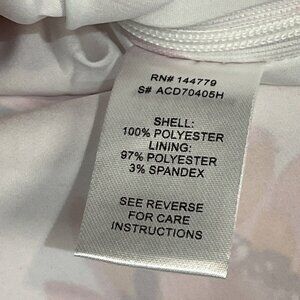 RN# 144779
S# ACD70405H
SHELL:
100% POLYESTER
LINING:
97% POLYESTER
3% SPANDEX
SEE REVERSE
FOR CARE
INSTRUCTIONS